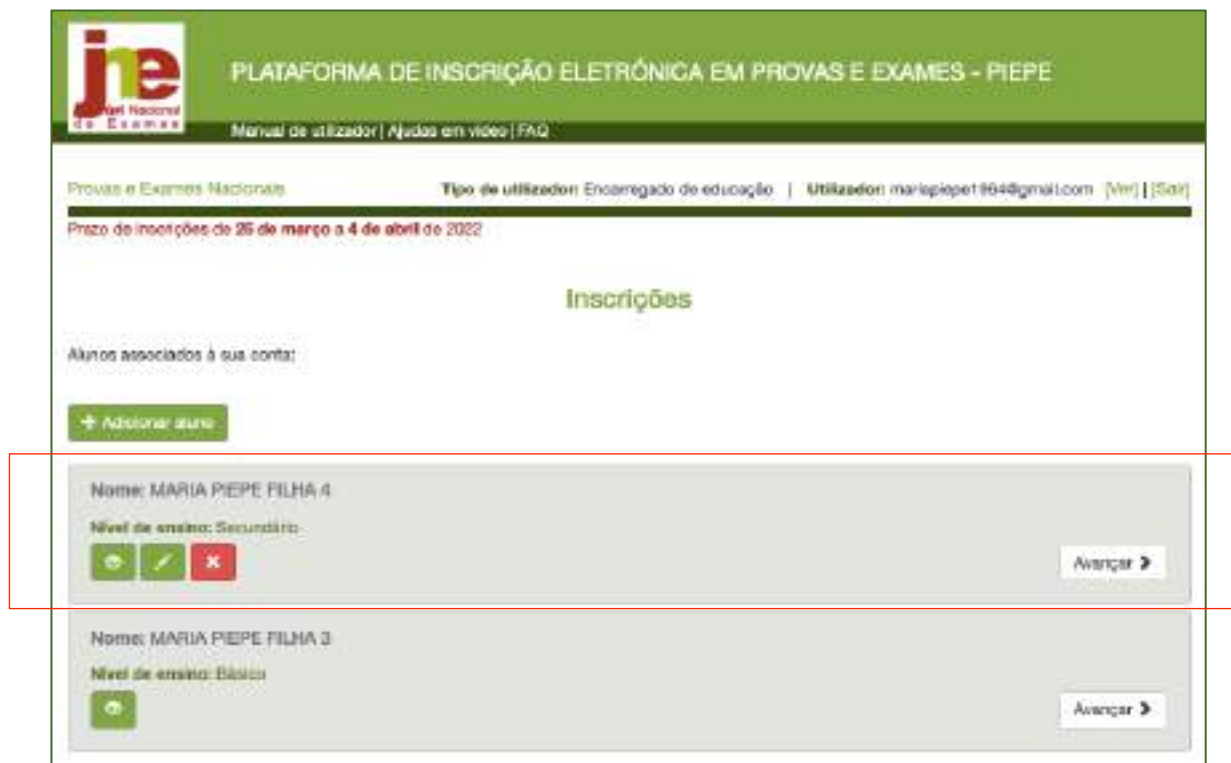 jne
Nacional
de Exames
PLATAFORMA DE INSCRIÇÃO ELETRÓNICA EM PROVAS E EXAMES - PIEPE
Manual de utilizador | Ajudas em vídeo | FAQ
Provas e Exames Nacionais
Tipo de utilizador: Encarregado de educação | Utilizador: mariapiepe1964@gmail.com [Ver] | [Sair]
Prazo de inscrições de 25 de março a 4 de abril de 2022
Inscrições
Alunos associados à sua conta:
+ Adicionar aluno
Nome: MARIA PIEPE FILHA 4
Nível de ensino: Secundário
Avançar
Nome: MARIA PIEPE FILHA 3
Nível de ensino: Básico
Avançar